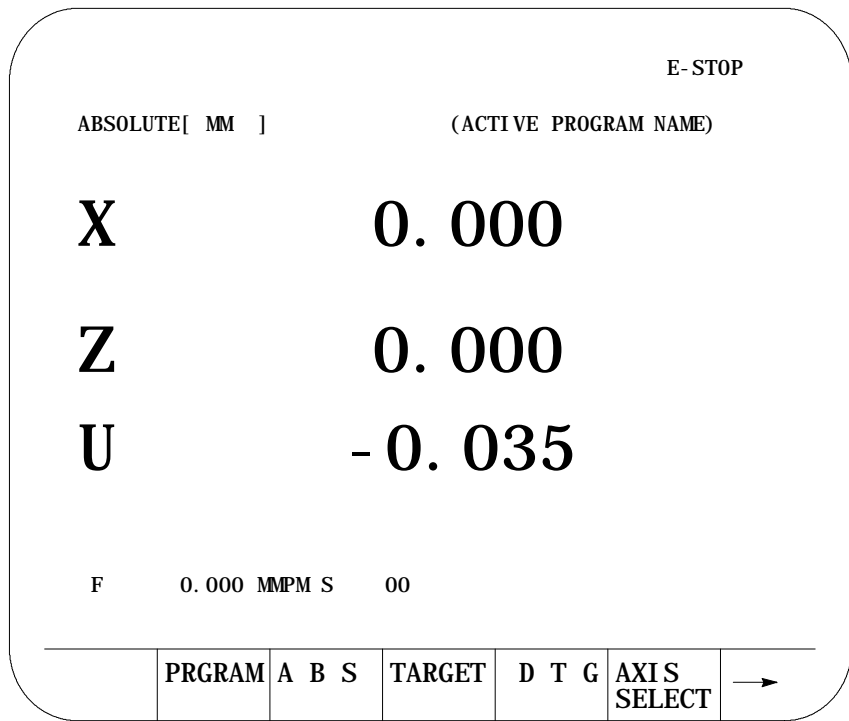 E-STOP
ABSOLUTE[ MM ] (ACTIVE PROGRAM NAME)
X 0.000
Z 0.000
U -0.035
F 0.000 MMPM S 00
PRGRAM A B S TARGET D T G AXIS
SELECT